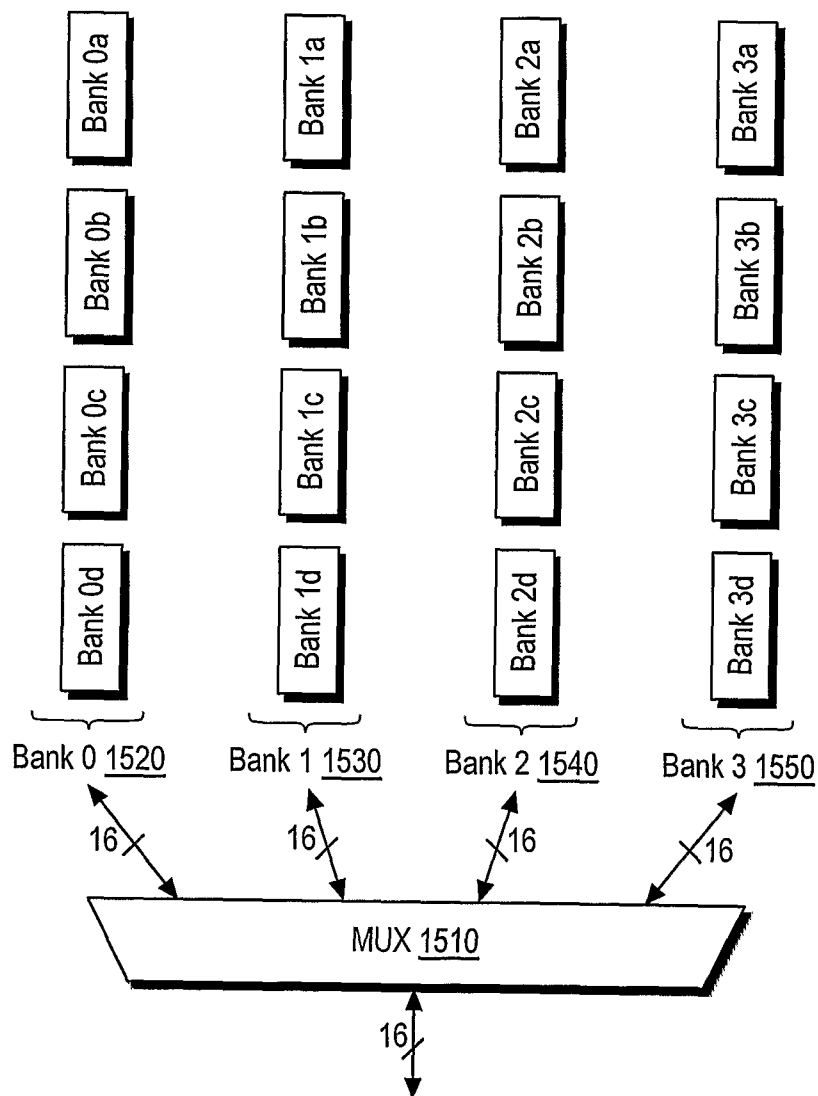 Bank 0a
Bank 1a
Bank 2a
Bank 3a
Bank 0b
Bank 1b
Bank 2b
Bank 3b
Bank 0c
Bank 1c
Bank 2c
Bank 3c
Bank 0d
Bank 1d
Bank 2d
Bank 3d
Bank 0 1520
Bank 1 1530
Bank 2 1540
Bank 3 1550
16
16
16
16
MUX 1510
16